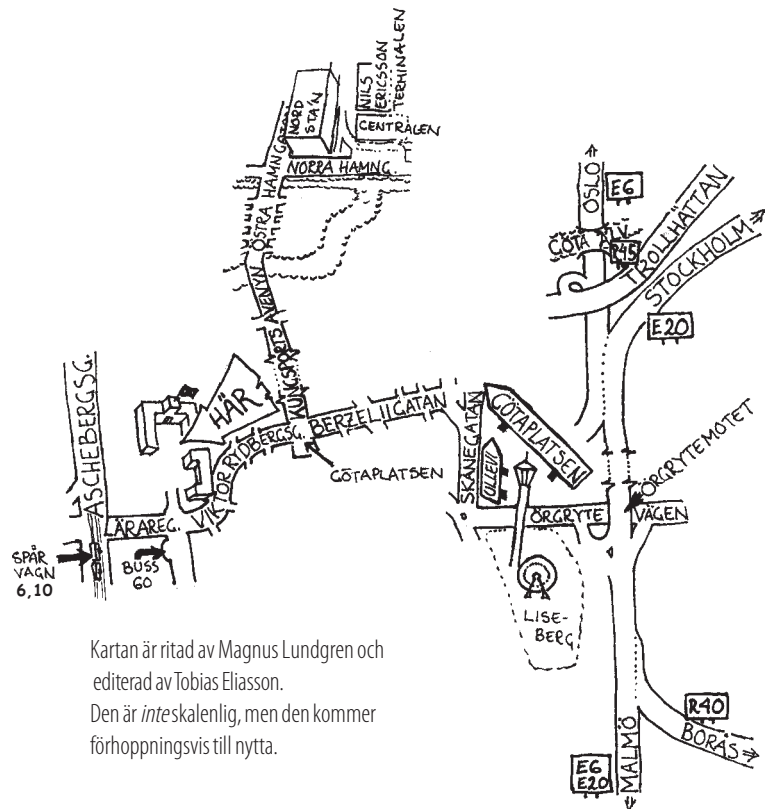 NILS
ERICSSON
TERMINALEN
NORD
STA'N
CENTRALEN
ÖSTRA HAMNGATAN
NORRA HAMNG
OSLO
E6
GÖTA ÄLV
R45
TROLLHÄTTAN
STOCKHOLM
E20
KUNGSPORTS AVENYN
ASCHEBERGSG.
HÄR
VIKTOR RYDBERGSG.
BERZELIIGATAN
GÖTAPLATSEN
SKÅNEGATAN
GÖTAPLATSEN
ULLEVI
ÖRGRYTEMOTET
ÖRGRYTE
VÄGEN
ÄRAREG.
SPÅR
VAGN
6,10
BUSS
60
LISE-
BERG
Kartan är ritad av Magnus Lundgren och
editerad av Tobias Eliasson.
Den är inte skalenlig, men den kommer
förhoppningsvis till nytta.
R40
BORÅS
E6
E20
MALMÖ